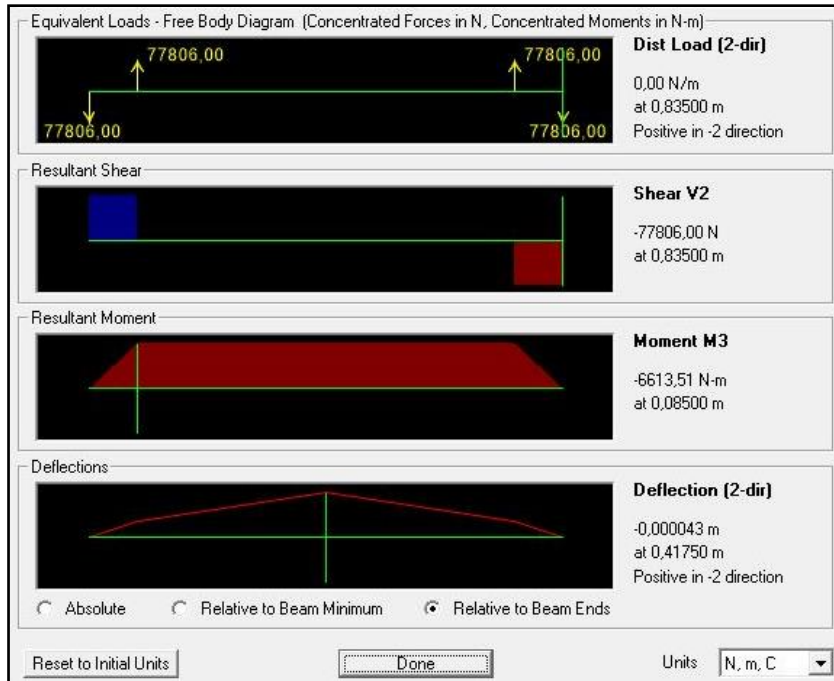 Equivalent Loads - Free Body Diagram (Concentrated Forces in N, Concentrated Moments in N-m)
77806,00
77806,00
77806,00
77806,00
Dist Load (2-dir)
0,00 N/m
at 0,83500 m
Positive in -2 direction
Resultant Shear
Shear V2
-77806,00 N
at 0,83500 m
Resultant Moment
Moment M3
-6613,51 N-m
at 0,08500 m
Deflections
Deflection (2-dir)
-0,000043 m
at 0,41750 m
Positive in -2 direction
Absolute Relative to Beam Minimum Relative to Beam Ends
Reset to Initial Units Done Units N, m, C